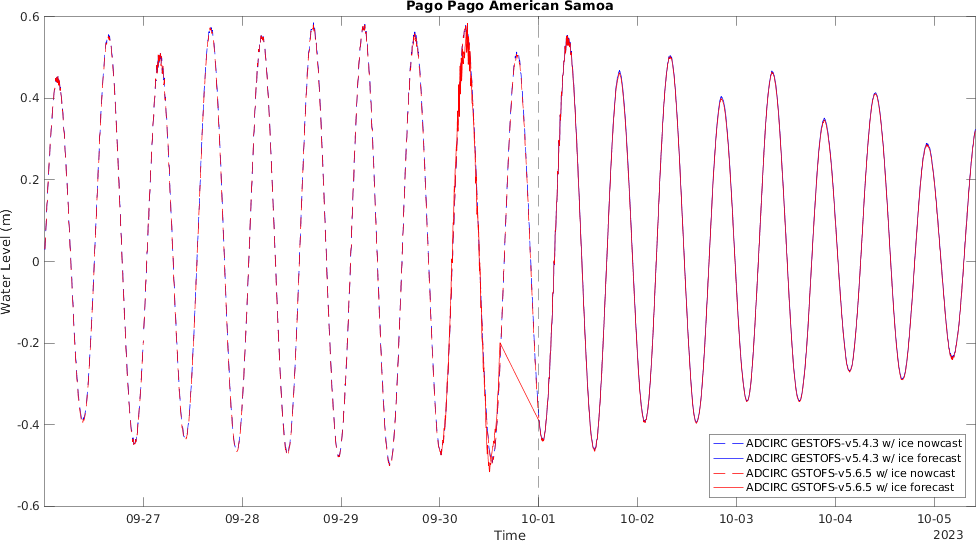 Pago Pago American Samoa
0.6
0.4
0.2
0
-0.2
-0.4
-0.6
Water Level (m)
ADCIRC GESTOFS-v5.4.3 w/ ice nowcast
ADCIRC GESTOFS-v5.4.3 w/ ice forecast
ADCIRC GSTOFS-v5.6.5 w/ ice nowcast
ADCIRC GSTOFS-v5.6.5 w/ ice forecast
09-27 09-28 09-29 09-30 10-01 10-02 10-03 10-04 10-05
Time 2023